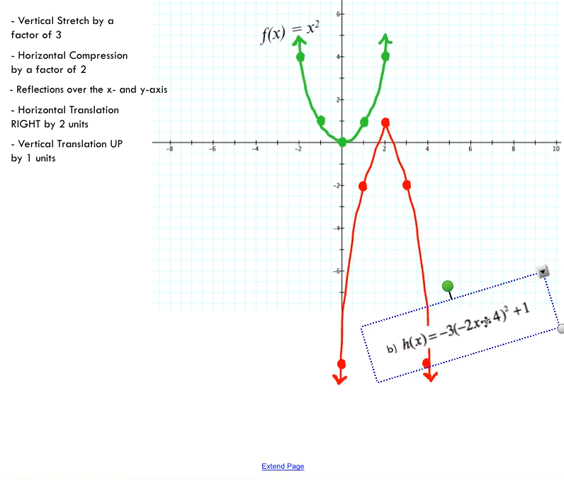 - Vertical Stretch by a
factor of 3
- Horizontal Compression
by a factor of 2
- Reflections over the x- and y-axis
- Horizontal Translation
RIGHT by 2 units
- Vertical Translation UP
by 1 units
f(x) = x²
6
4
2
-8 -6 -4 -2 2 4 6 8 10
-2
-4
-6
b) h(x) = -3(-2x+4)² +1
Extend Page